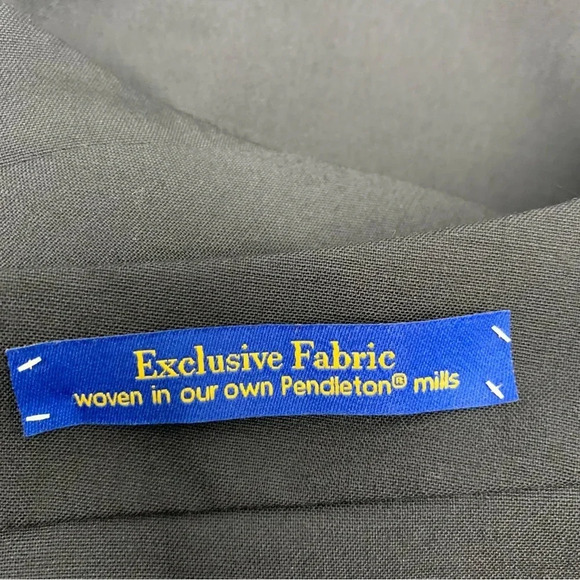 Exclusive Fabric
woven in our own Pendleton® mills